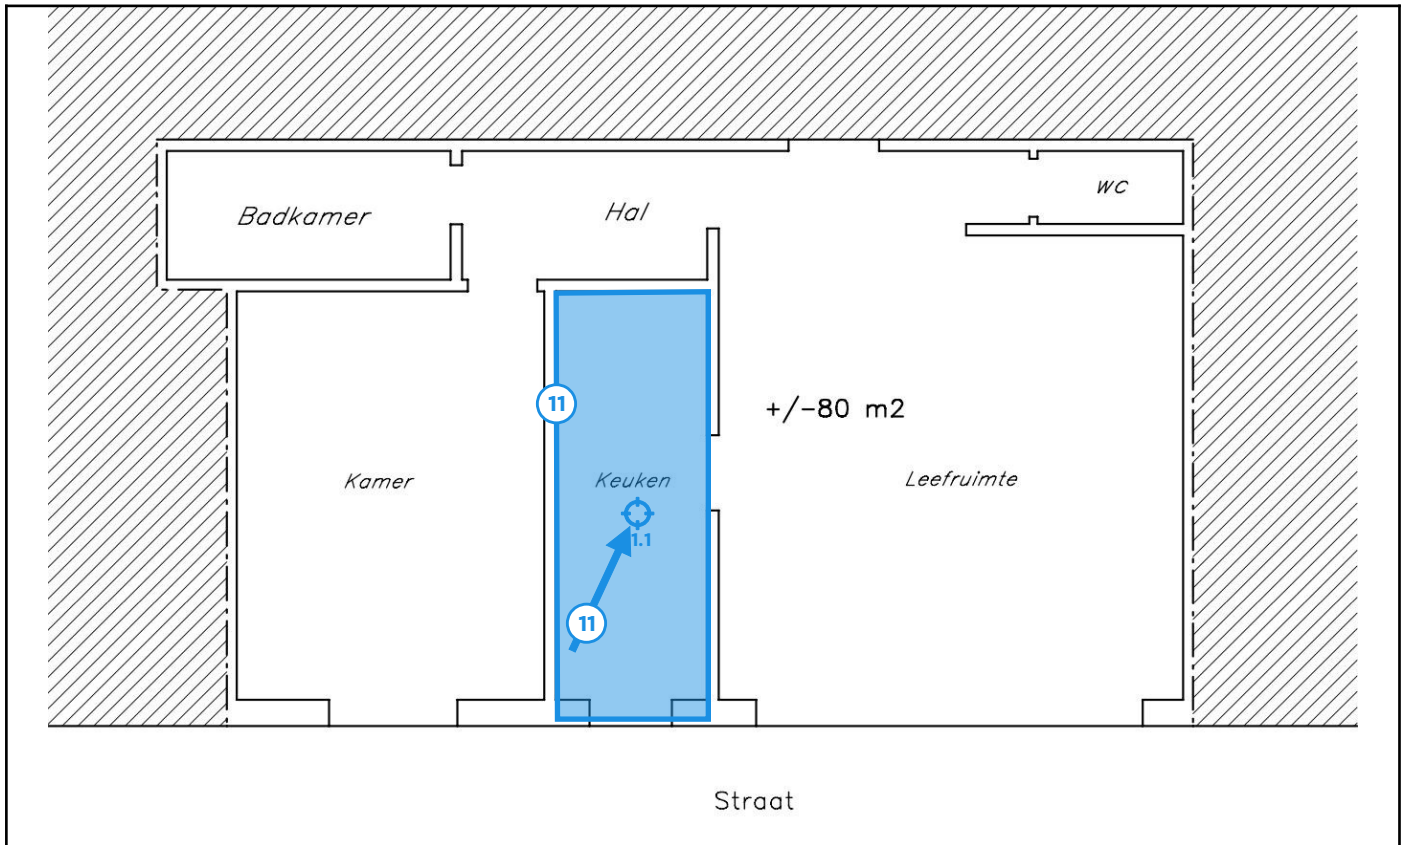 wc
Badkamer
Hal
11
+/-80 m2
Kamer
Keuken
Leefruimte
1.1
11
Straat